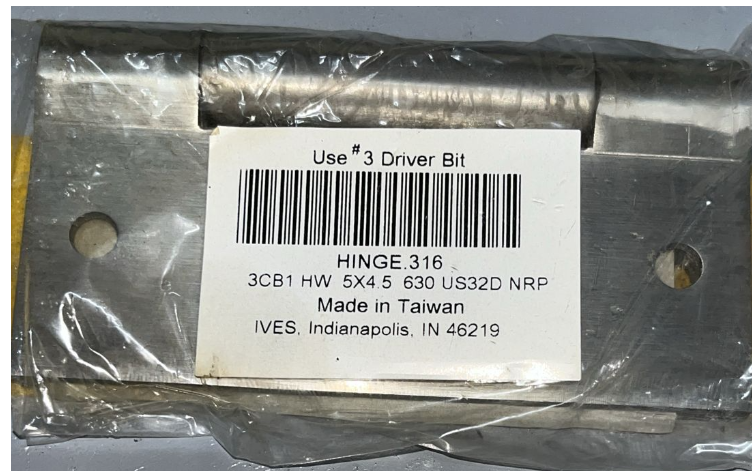 Use #3 Driver Bit
HINGE.316
3CB1 HW 5X4.5 630 US32D NRP
Made in Taiwan
IVES, Indianapolis, IN 46219